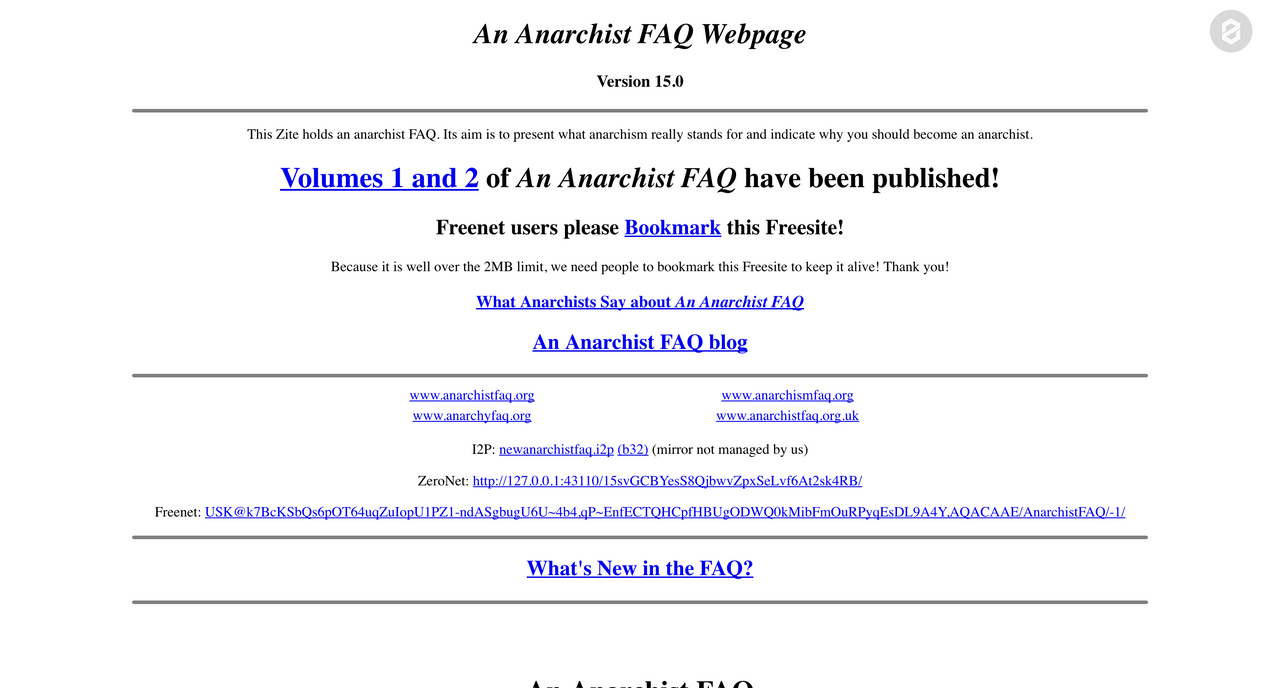 An Anarchist FAQ Webpage
Version 15.0
This Zite holds an anarchist FAQ. Its aim is to present what anarchism really stands for and indicate why you should become an anarchist.
Volumes 1 and 2 of An Anarchist FAQ have been published!
Freenet users please Bookmark this Freesite!
Because it is well over the 2MB limit, we need people to bookmark this Freesite to keep it alive! Thank you!
What Anarchists Say about An Anarchist FAQ
An Anarchist FAQ blog
www.anarchistfaq.org www.anarchismfaq.org
www.anarchyfaq.org www.anarchistfaq.org.uk
I2P: newanarchistfaq.i2p (b32) (mirror not managed by us)
ZeroNet: http://127.0.0.1:43110/15svGCBYesS8QjbwvZpxSeLvf6At2sk4RB/
Freenet: USK@k7BcKSbQs6pOT64uqZuIopU1PZ1-ndASgbugU6U~4b4,qP~EnfECTQHCpfHBUgODWQ0kMibFmOuRPyqEsDL9A4Y,AQACAAE/AnarchistFAQ/-1/
What's New in the FAQ?
An Anarchist FAQ